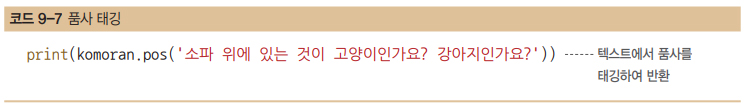 코드 9-7 품사 태깅
print(komoran.pos('소파 위에 있는 것이 고양이인가요? 강아지인가요?')) ------ 텍스트에서 품사를
태깅하여 반환